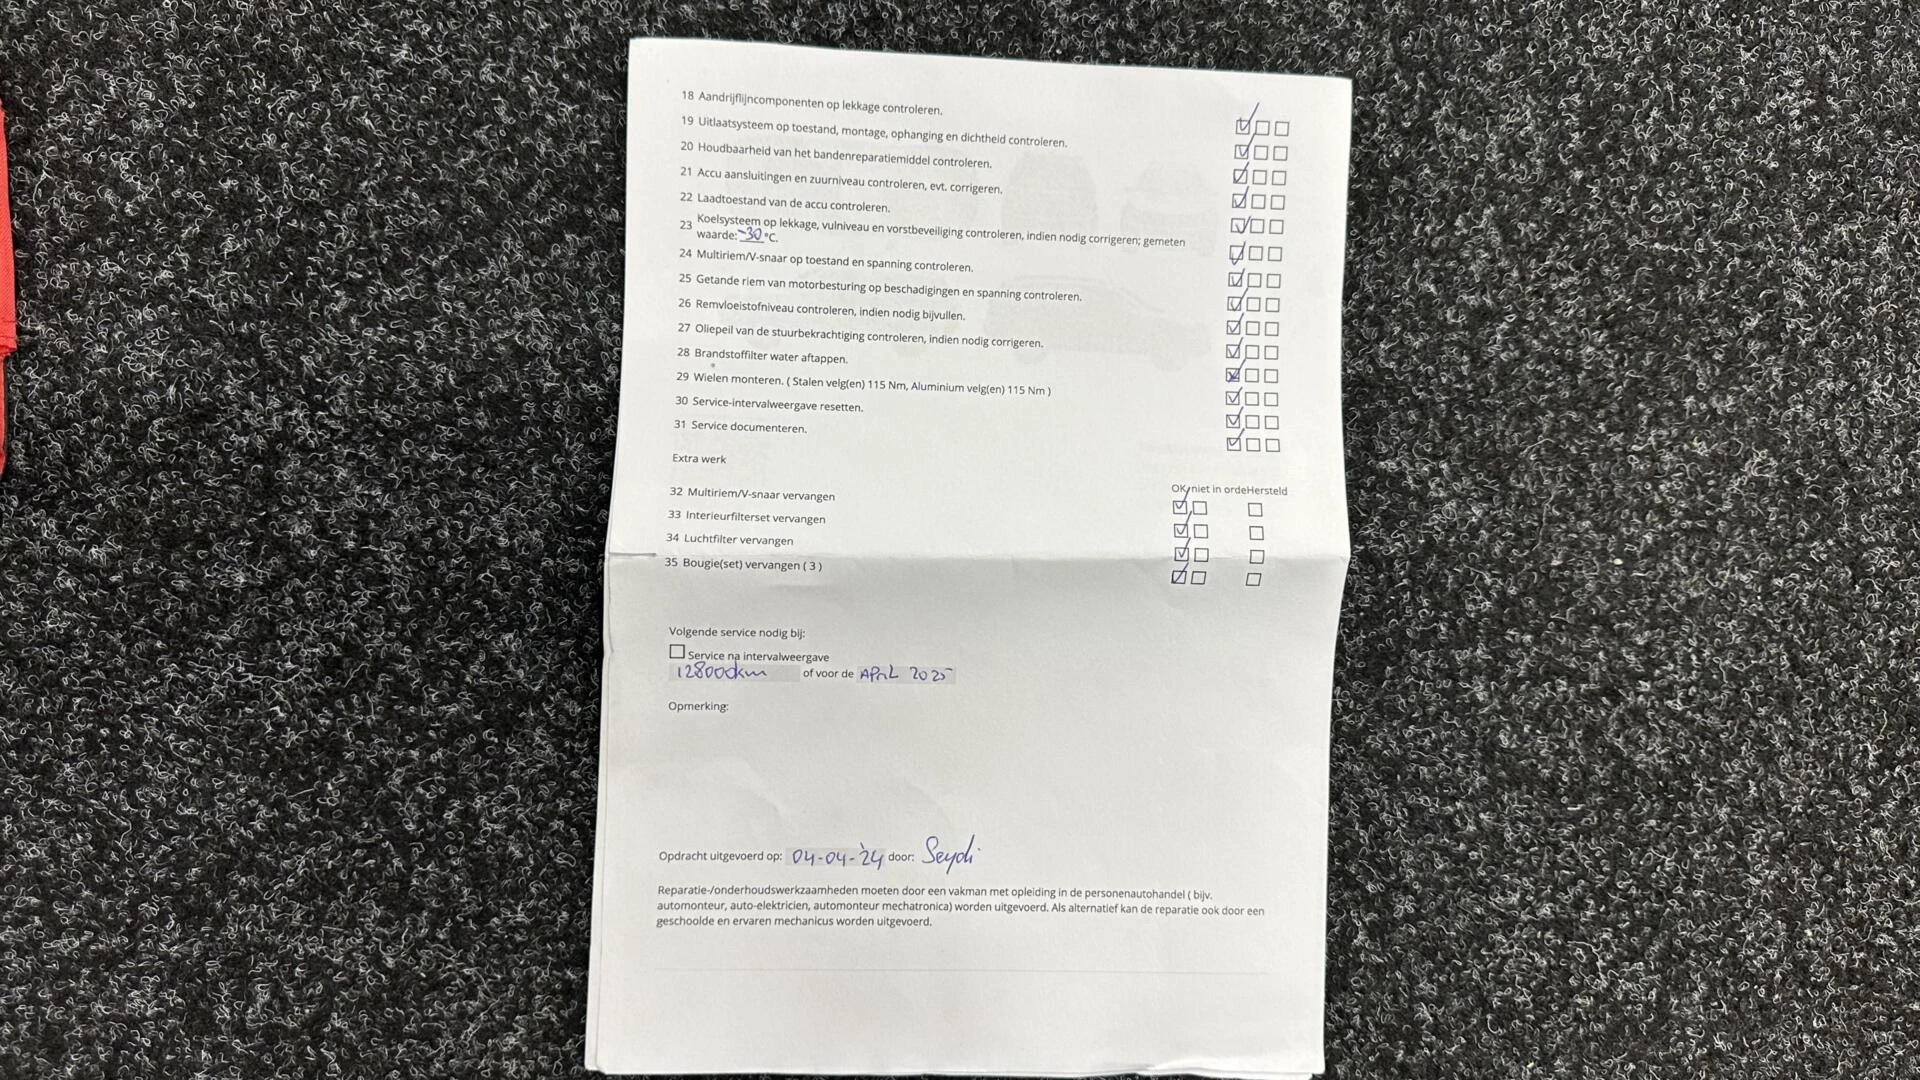 18 Aandrijflijncomponenten op lekkage controleren.
19 Uitlaatsysteem op toestand, montage, ophanging en dichtheid controleren.
20 Houdbaarheid van het bandenreparatiemiddel controleren.
21 Accu aansluitingen en zuurniveau controleren, evt. corrigeren.
22 Laadtoestand van de accu controleren.
23 Koelsysteem op lekkage, vulniveau en vorstbeveiliging controleren, indien nodig corrigeren; gemeten
waarde: -30 °C.
24 Multiriem/V-snaar op toestand en spanning controleren.
25 Getande riem van motorbesturing op beschadigingen en spanning controleren.
26 Remvloeistofniveau controleren, indien nodig bijvullen.
27 Oliepeil van de stuurbekrachtiging controleren, indien nodig corrigeren.
28 Brandstoffilter water aftappen.
29 Wielen monteren. ( Stalen velg(en) 115 Nm, Aluminium velg(en) 115 Nm )
30 Service-intervalweergave resetten.
31 Service documenteren.
Extra werk
OK niet in ordeHersteld
32 Multiriem/V-snaar vervangen
33 Interieurfilterset vervangen
34 Luchtfilter vervangen
35 Bougie(set) vervangen ( 3 )
Volgende service nodig bij:
Service na intervalweergave
128000km of voor de April 2025
Opmerking:
Opdracht uitgevoerd op: 04-04-'24 door: Seydi
Reparatie-/onderhoudswerkzaamheden moeten door een vakman met opleiding in de personenautohandel ( bijv.
automonteur, auto-elektricien, automonteur mechatronica) worden uitgevoerd. Als alternatief kan de reparatie ook door een
geschoolde en ervaren mechanicus worden uitgevoerd.